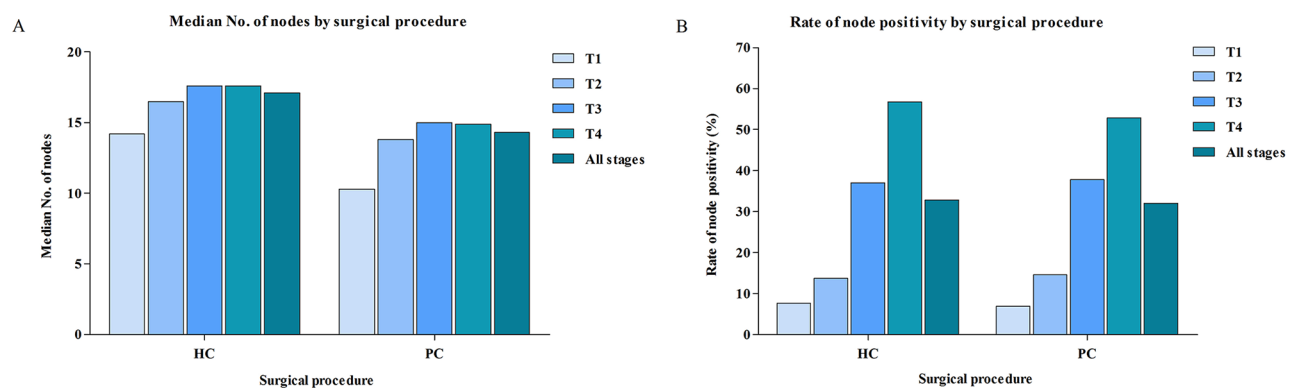 A
Median No. of nodes by surgical procedure
20
15
10
5
0
Median No. of nodes
HC
PC
Surgical procedure
T1
T2
T3
T4
All stages
B
Rate of node positivity by surgical procedure
70
60
50
40
30
20
10
0
Rate of node positivity (%)
HC
PC
Surgical procedure
T1
T2
T3
T4
All stages